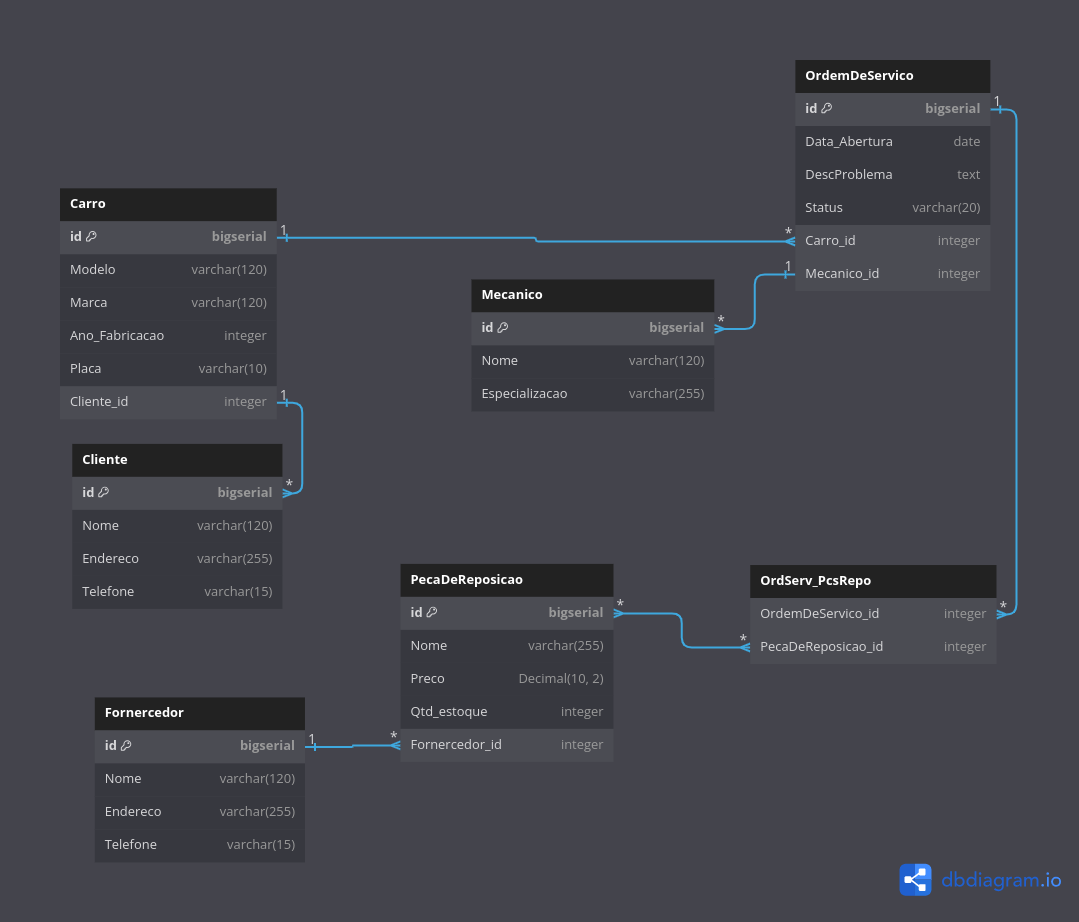 OrdemDeServico
id bigserial
Data_Abertura date
DescProblema text
Status varchar(20)
Carro_id integer
Mecanico_id integer
1
*
1
Carro
id bigserial
Modelo varchar(120)
Marca varchar(120)
Ano_Fabricacao integer
Placa varchar(10)
Cliente_id integer
1
1
Mecanico
id bigserial
Nome varchar(120)
Especializacao varchar(255)
*
Cliente
id bigserial
Nome varchar(120)
Endereco varchar(255)
Telefone varchar(15)
*
PecaDeReposicao
id bigserial
Nome varchar(255)
Preco Decimal(10, 2)
Qtd_estoque integer
Fornercedor_id integer
*
*
OrdServ_PcsRepo
OrdemDeServico_id integer
PecaDeReposicao_id integer
*
*
Fornercedor
id bigserial
Nome varchar(120)
Endereco varchar(255)
Telefone varchar(15)
1
dbdiagram.io